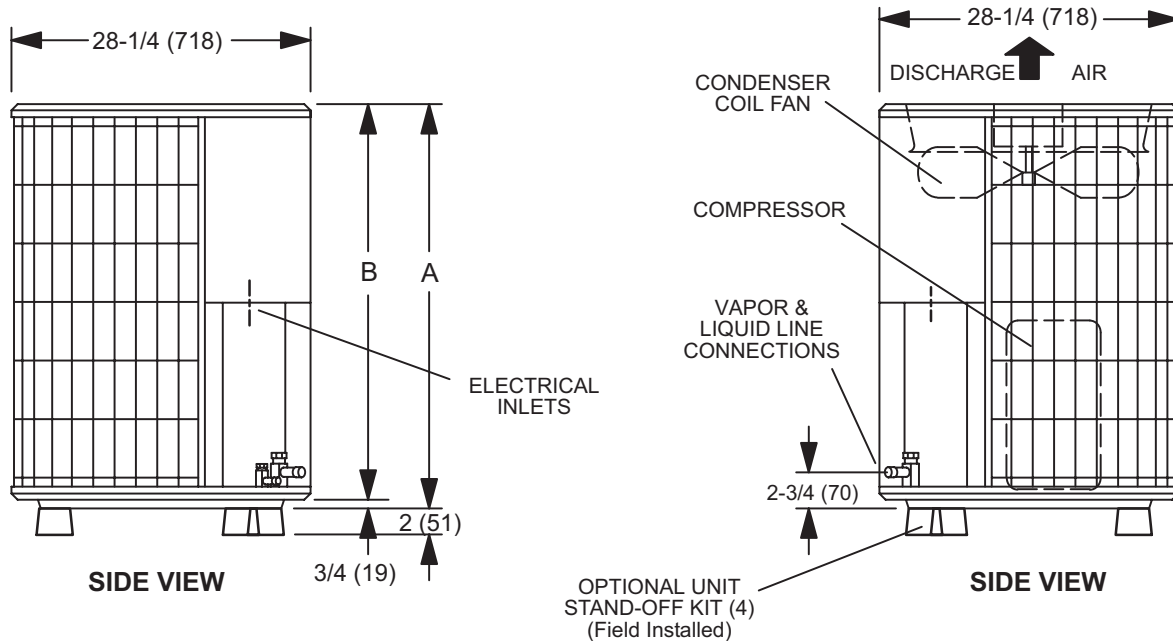 28-1/4 (718)
B
A
ELECTRICAL
INLETS
2 (51)
3/4 (19)
SIDE VIEW
28-1/4 (718)
DISCHARGE AIR
CONDENSER
COIL FAN
COMPRESSOR
VAPOR &
LIQUID LINE
CONNECTIONS
2-3/4 (70)
OPTIONAL UNIT
STAND-OFF KIT (4)
(Field Installed)
SIDE VIEW